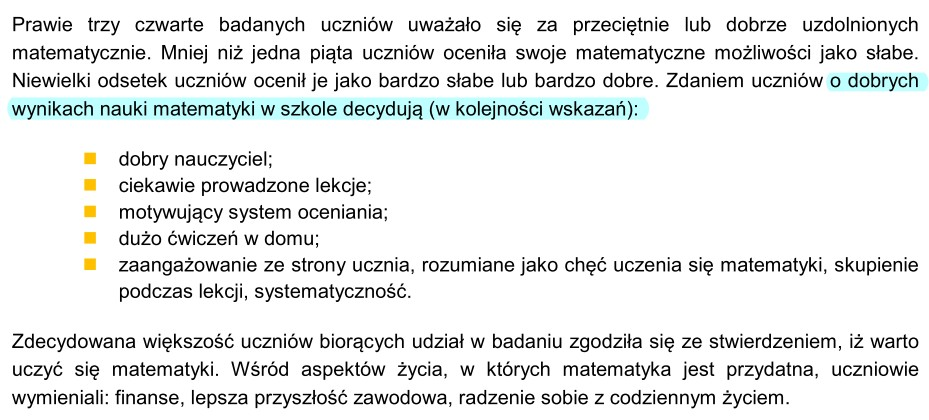 Prawie trzy czwarte badanych uczniów uważało się za przeciętnie lub dobrze uzdolnionych
matematycznie. Mniej niż jedna piąta uczniów oceniła swoje matematyczne możliwości jako słabe.
Niewielki odsetek uczniów ocenił je jako bardzo słabe lub bardzo dobre. Zdaniem uczniów o dobrych
wynikach nauki matematyki w szkole decydują (w kolejności wskazań):
dobry nauczyciel;
ciekawie prowadzone lekcje;
motywujący system oceniania;
dużo ćwiczeń w domu;
zaangażowanie ze strony ucznia, rozumiane jako chęć uczenia się matematyki, skupienie
podczas lekcji, systematyczność.
Zdecydowana większość uczniów biorących udział w badaniu zgodziła się ze stwierdzeniem, iż warto
uczyć się matematyki. Wśród aspektów życia, w których matematyka jest przydatna, uczniowie
wymieniali: finanse, lepsza przyszłość zawodowa, radzenie sobie z codziennym życiem.